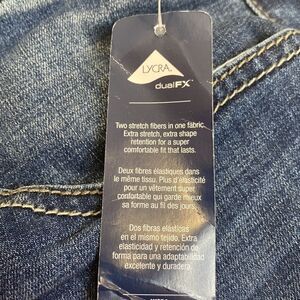 LYCRA.
dualFX™
Two stretch fibers in one fabric.
Extra stretch, extra shape
retention for a super
comfortable fit that lasts.
Deux fibres élastiques dans
le même tissu. Plus d'élasticité
pour un vêtement super
confortable qui garde mieux
sa forme au fil des jours.
Dos fibras elásticas
en el mismo tejido. Extra
elasticidad y retención de
forma para una adaptabilidad
excelente y duradera.